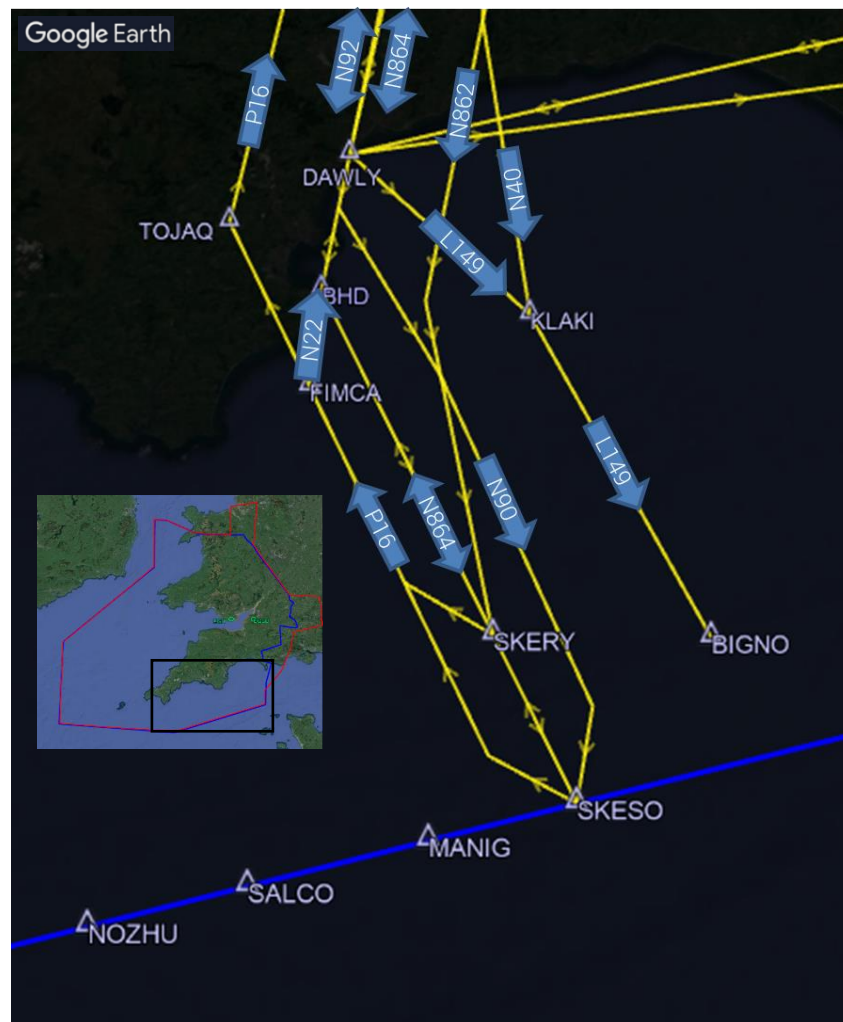 Google Earth
P16
N92
N864
N862
N40
DAWLY
TOJAQ
L149
BHD
KLAKI
N22
FIMCA
L149
P16
N864
N90
SKERY
BIGNO
SKESO
MANIG
SALCO
NOZHU